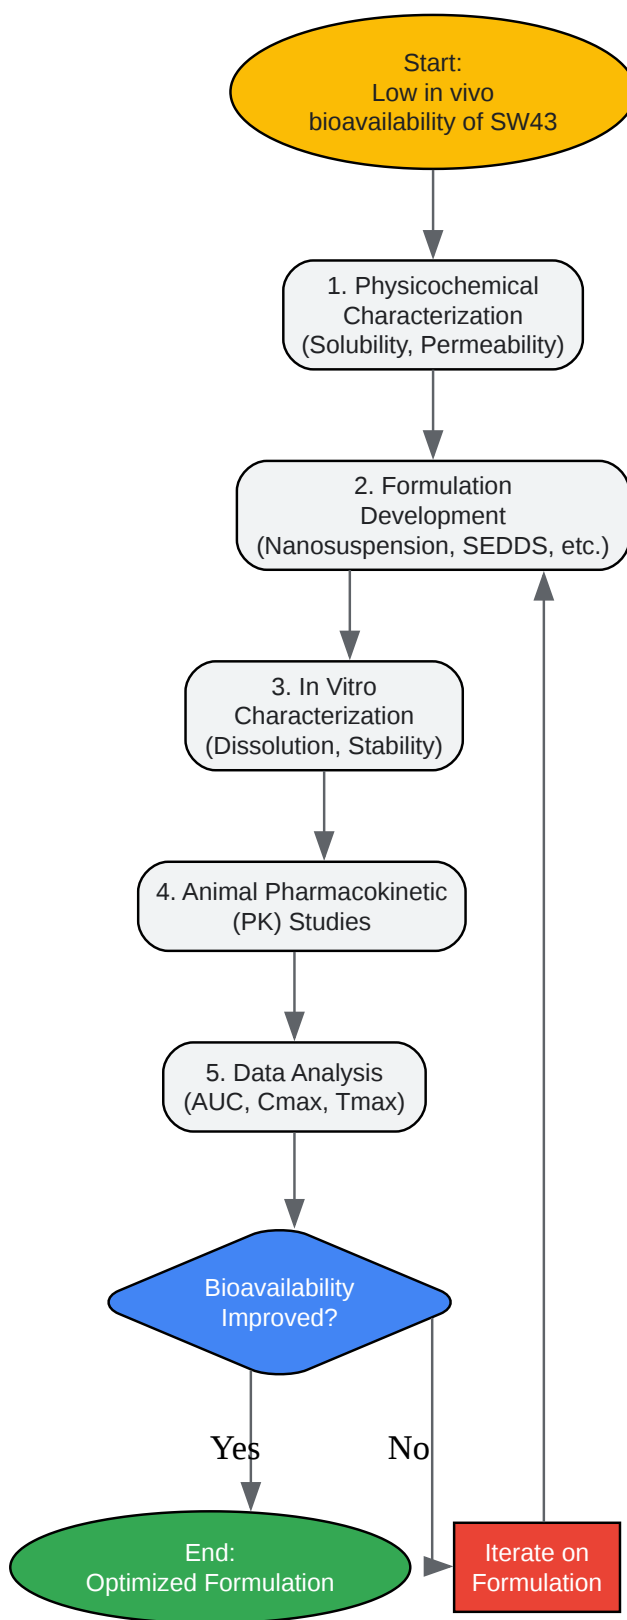 Start:
Low in vivo
bioavailability of SW43
1. Physicochemical
Characterization
(Solubility, Permeability)
2. Formulation
Development
(Nanosuspension, SEDDS, etc.)
3. In Vitro
Characterization
(Dissolution, Stability)
4. Animal Pharmacokinetic
(PK) Studies
5. Data Analysis
(AUC, Cmax, Tmax)
Bioavailability
Improved?
Yes
No
End:
Optimized Formulation
Iterate on
Formulation